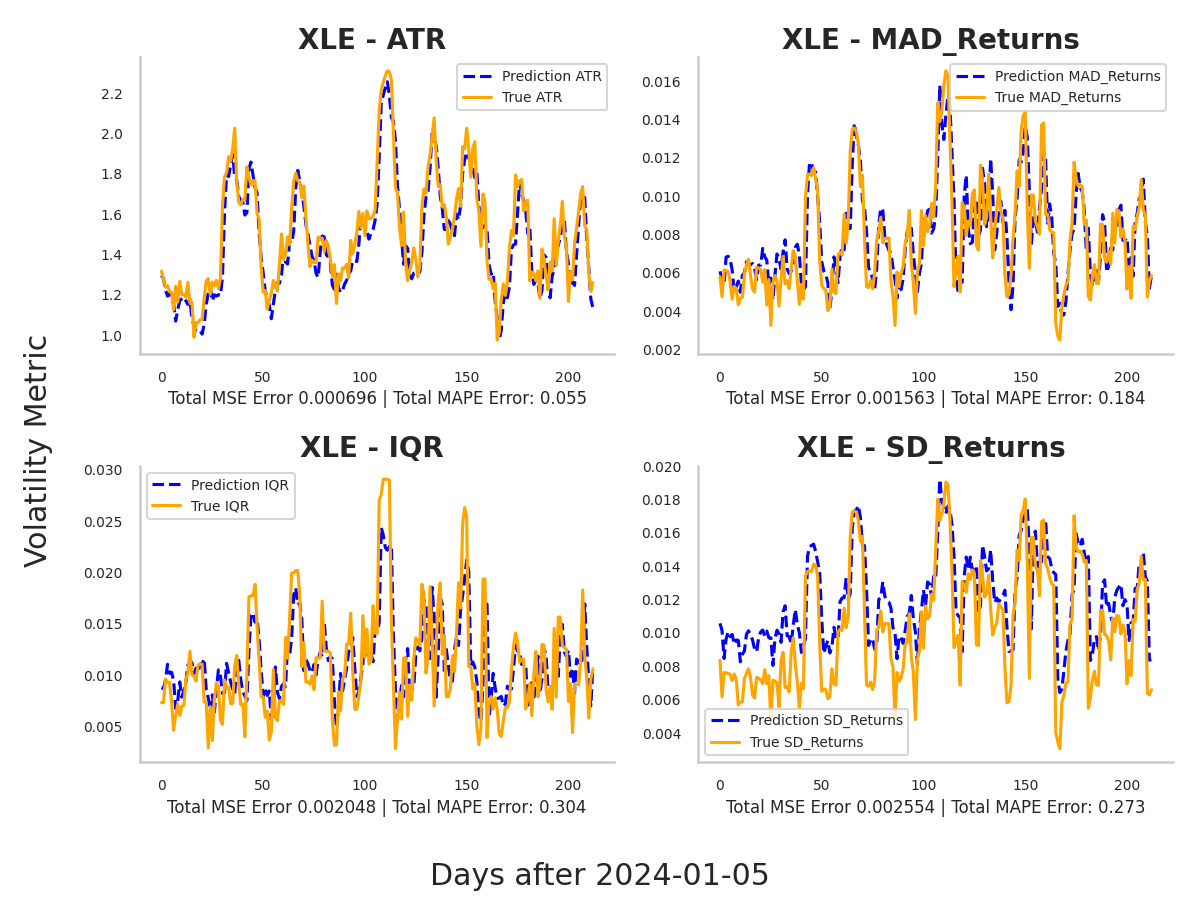 XLE - ATR
Prediction ATR
True ATR
2.2
2.0
1.8
1.6
1.4
1.2
1.0
0
50
100
150
200
Total MSE Error 0.000696 | Total MAPE Error: 0.055
XLE - MAD_Returns
Prediction MAD_Returns
True MAD_Returns
0.016
0.014
0.012
0.010
0.008
0.006
0.004
0.002
0
50
100
150
200
Total MSE Error 0.001563 | Total MAPE Error: 0.184
Volatility Metric
XLE - IQR
Prediction IQR
True IQR
0.030
0.025
0.020
0.015
0.010
0.005
0
50
100
150
200
Total MSE Error 0.002048 | Total MAPE Error: 0.304
XLE - SD_Returns
0.020
0.018
0.016
0.014
0.012
0.010
0.008
0.006
0.004
Prediction SD_Returns
True SD_Returns
0
50
100
150
200
Total MSE Error 0.002554 | Total MAPE Error: 0.273
Days after 2024-01-05